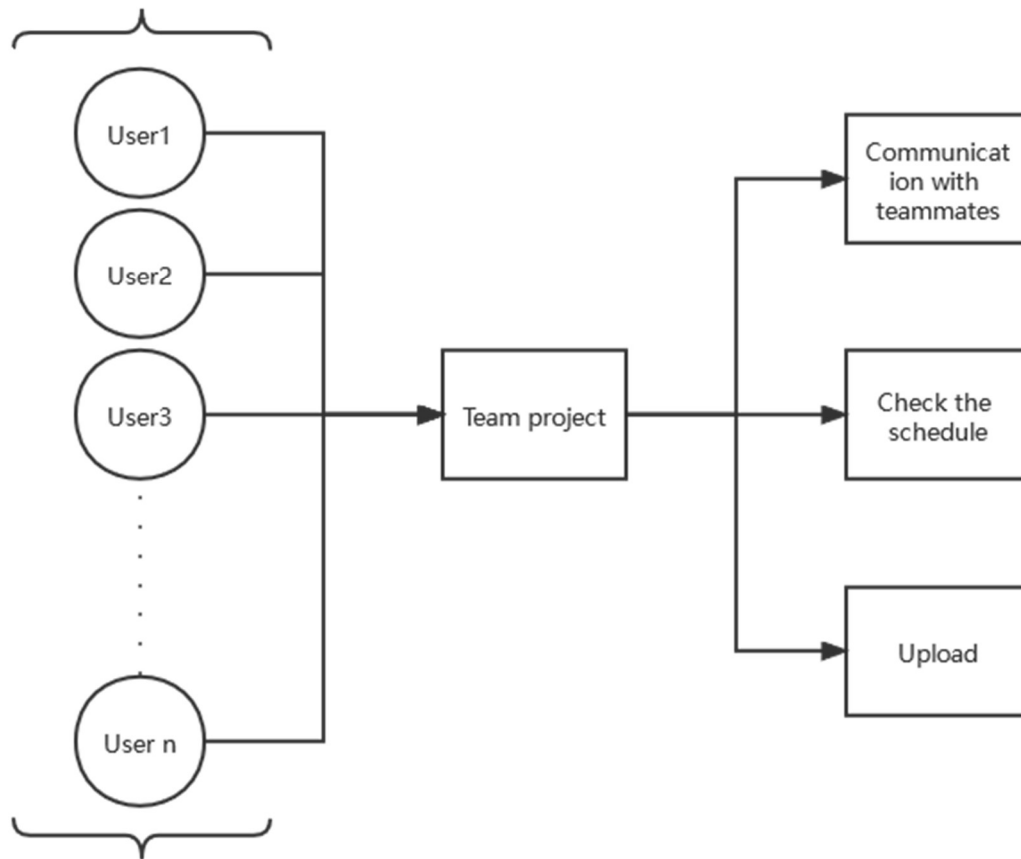 User1
User2
User3
User n
Team project
Communicat
ion with
teammates
Check the
schedule
Upload